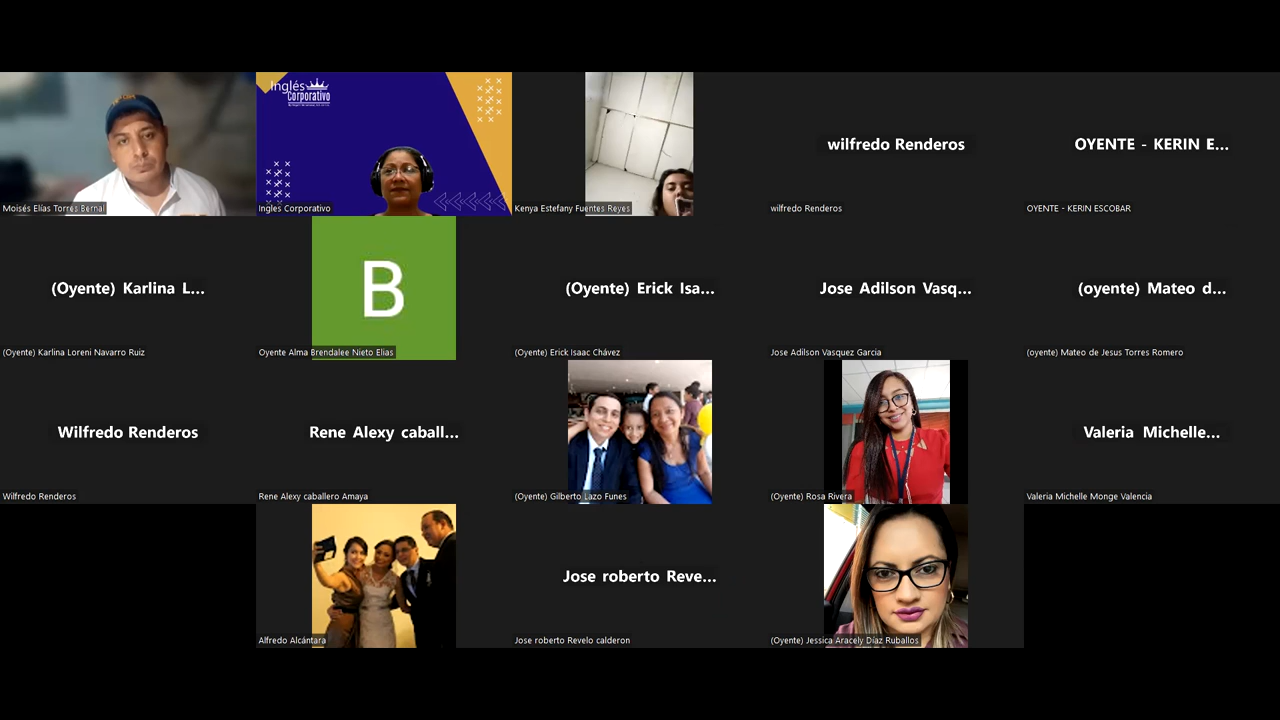 Inglés
Corporativo
wilfredo Renderos
OYENTE - KERIN E...
Moisés Elías Torres Bernal
Ingles Corporativo
Kenya Estefany Fuentes Reyes
wilfredo Renderos
OYENTE - KERIN ESCOBAR
(Oyente) Karlina L...
B
(Oyente) Erick Isa...
Jose Adilson Vasq...
(oyente) Mateo d...
(Oyente) Karlina Loreni Navarro Ruiz
Oyente Alma Brendalee Nieto Elias
(Oyente) Erick Isaac Chávez
Jose Adilson Vasquez Garcia
(oyente) Mateo de Jesus Torres Romero
Wilfredo Renderos
Rene Alexy caball...
Valeria Michelle...
Wilfredo Renderos
Rene Alexy caballero Amaya
(Oyente) Gilberto Lazo Funes
(Oyente) Rosa Rivera
Valeria Michelle Monge Valencia
Jose roberto Reve...
Alfredo Alcántara
Jose roberto Revelo calderon
(Oyente) Jessica Aracely Díaz Ruballos